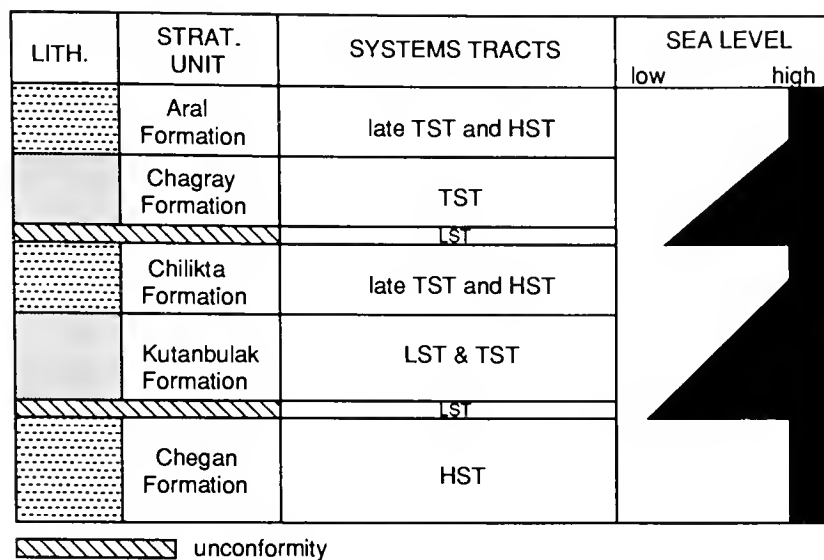 LITH.
STRAT.
UNIT
SYSTEMS TRACTS
SEA LEVEL
low high
Aral
Formation
late TST and HST
Chagray
Formation
TST
LST
Chilikta
Formation
late TST and HST
Kutanbulak
Formation
LST & TST
LST
Chegan
Formation
HST
unconformity